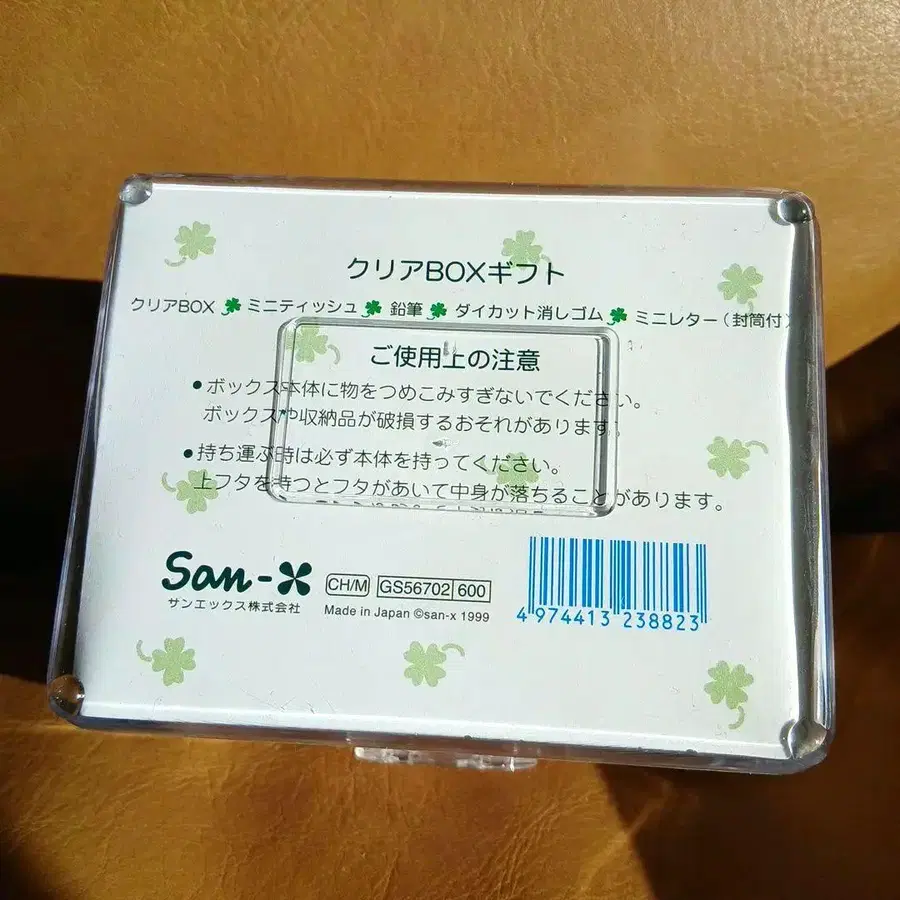 クリアBOXギフト
クリアBOX ミニティッシュ 鉛筆 ダイカット消しゴム ミニレター(封筒付)
ご使用上の注意
●ボックス本体に物をつめこみすぎないでください。
ボックスや収納品が破損するおそれがあります。
●持ち運ぶ時は必ず本体を持ってください。
上フタを持つとフタがあいて中身が落ちることがあります。
San-X
サンエックス株式会社
CH/M GS56702 600
Made in Japan ©san-x 1999
4 974413 238823